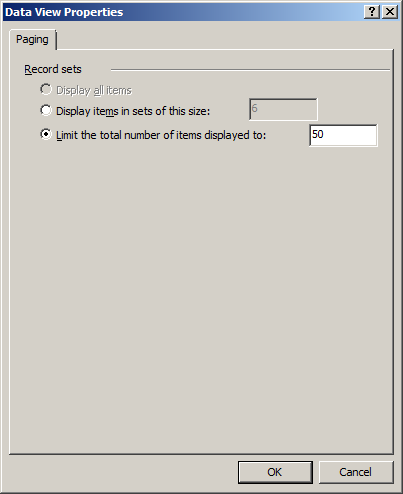 Data View Properties
Paging
Record sets
Display all items
Display items in sets of this size: 6
Limit the total number of items displayed to: 50
OK Cancel